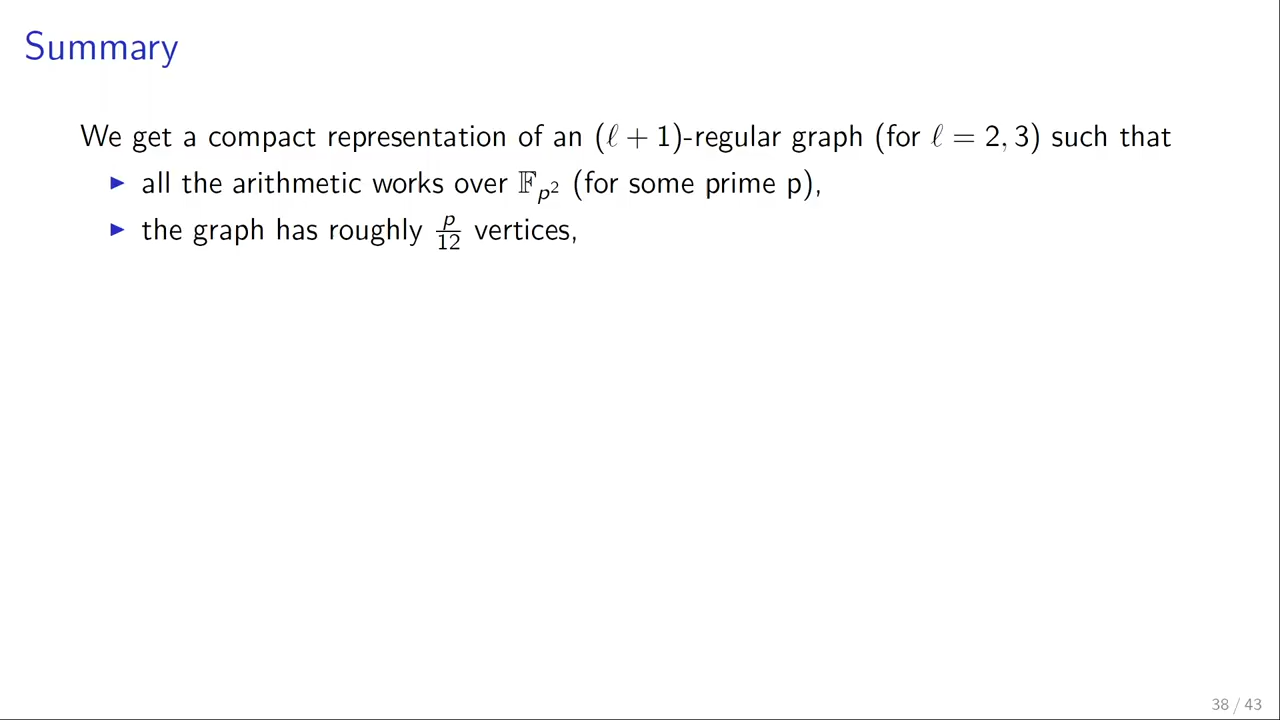 Summary
We get a compact representation of an (ℓ + 1)-regular graph (for ℓ = 2, 3) such that
▶ all the arithmetic works over 𝔽_{p²} (for some prime p),
▶ the graph has roughly p/12 vertices,
38 / 43